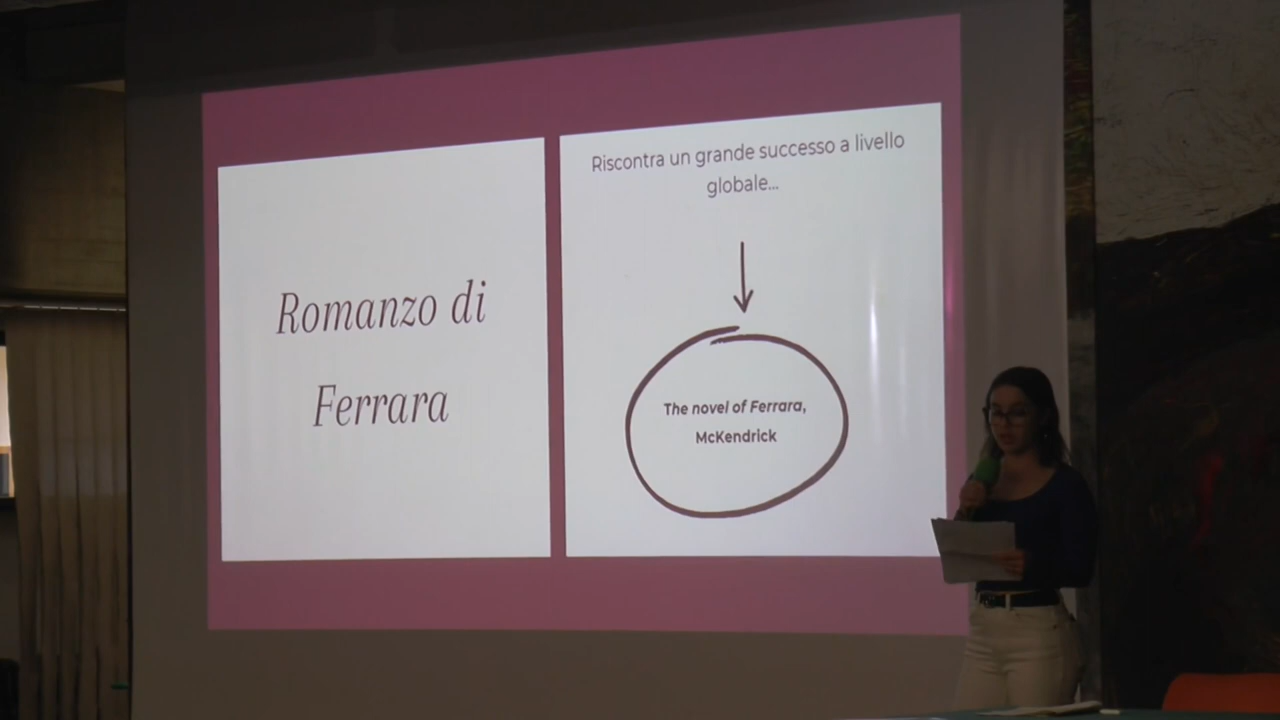 Romanzo di
Ferrara
Riscontra un grande successo a livello
globale...
The novel of Ferrara,
McKendrick